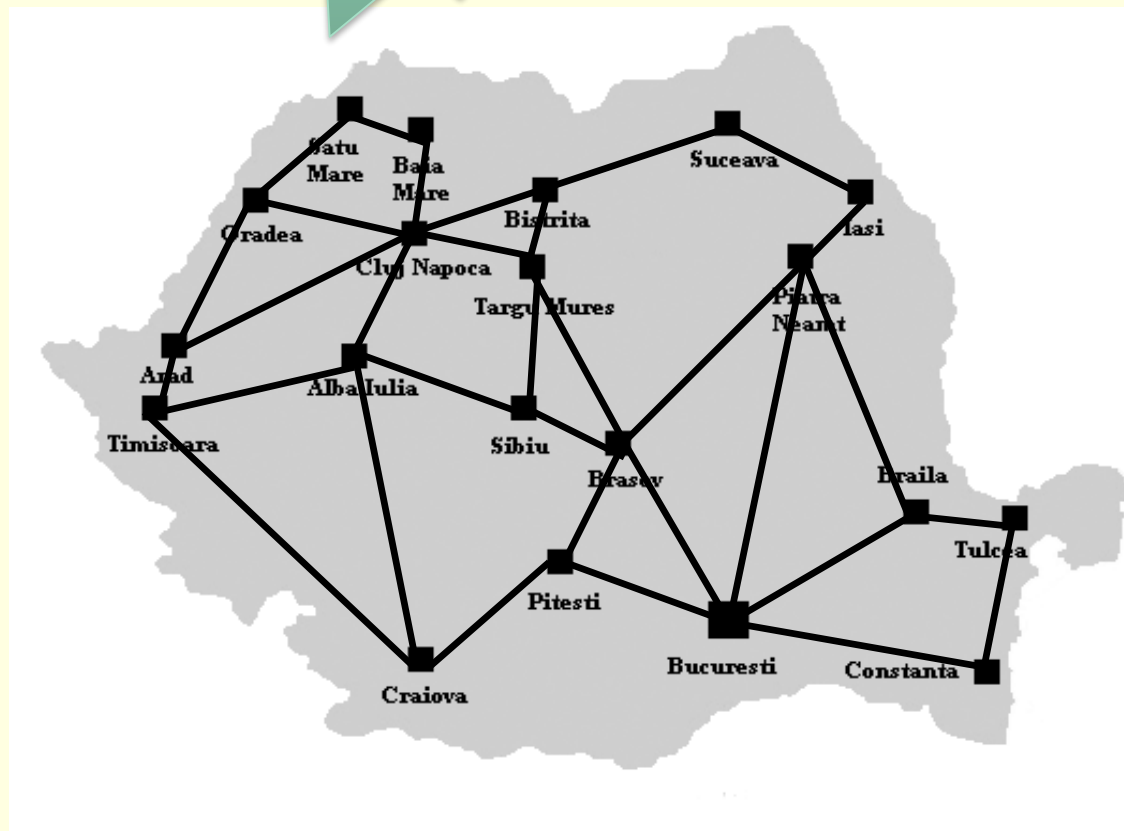 Satu
Mare
Baia
Mare
Suceava
Oradea
Bistrita
Iasi
Cluj Napoca
Targu Mures
Piatra
Neamt
Arad
Alba Iulia
Timisoara
Sibiu
Brasov
Braila
Tulcea
Pitesti
Bucuresti
Constanta
Craiova